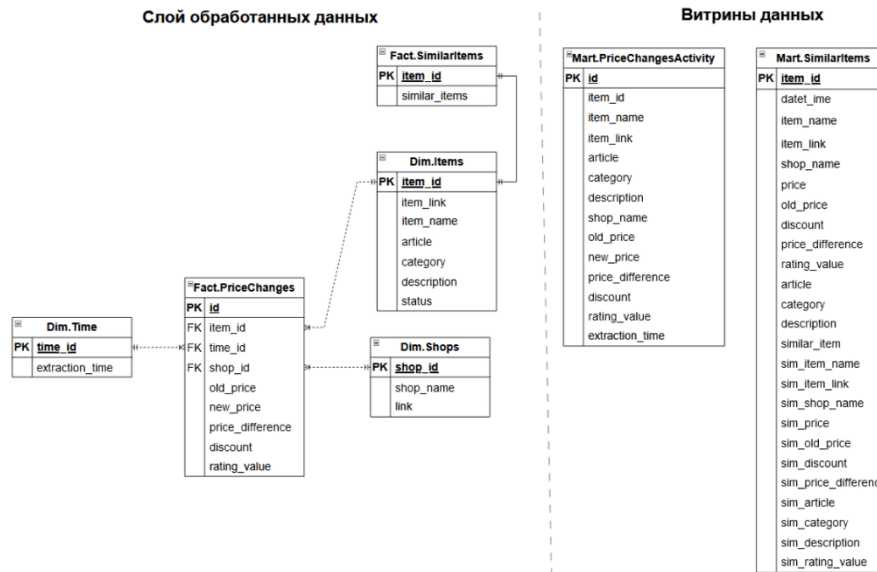 Слой обработанных данных
Fact.SimilarItems
PK item_id
similar_items
Dim.Items
PK item_id
item_link
item_name
article
category
description
status
Fact.PriceChanges
PK id
FK item_id
FK time_id
FK shop_id
old_price
new_price
price_difference
discount
rating_value
Dim.Time
PK time_id
extraction_time
Dim.Shops
PK shop_id
shop_name
link
Витрины данных
Mart.PriceChangesActivity
PK id
item_id
item_name
item_link
article
category
description
shop_name
old_price
new_price
price_difference
discount
rating_value
extraction_time
Mart.SimilarItems
PK item_id
datet_ime
item_name
item_link
shop_name
price
old_price
discount
price_difference
rating_value
article
category
description
similar_item
sim_item_name
sim_item_link
sim_shop_name
sim_price
sim_old_price
sim_discount
sim_price_differenc
sim_article
sim_category
sim_description
sim_rating_value